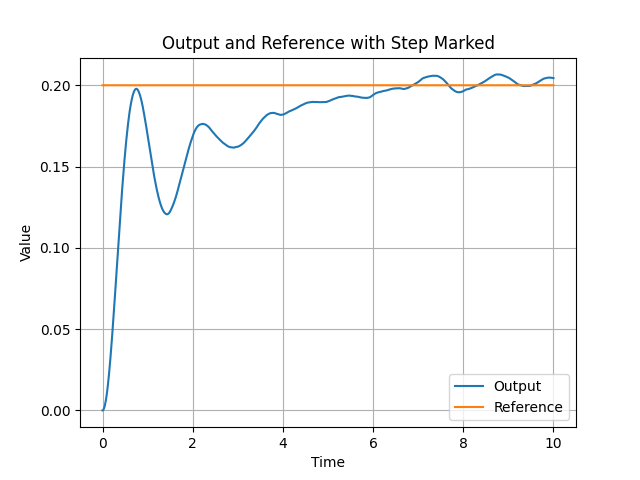 Output and Reference with Step Marked
Value
0.20
0.15
0.10
0.05
0.00
0 2 4 6 8 10
Time
Output
Reference